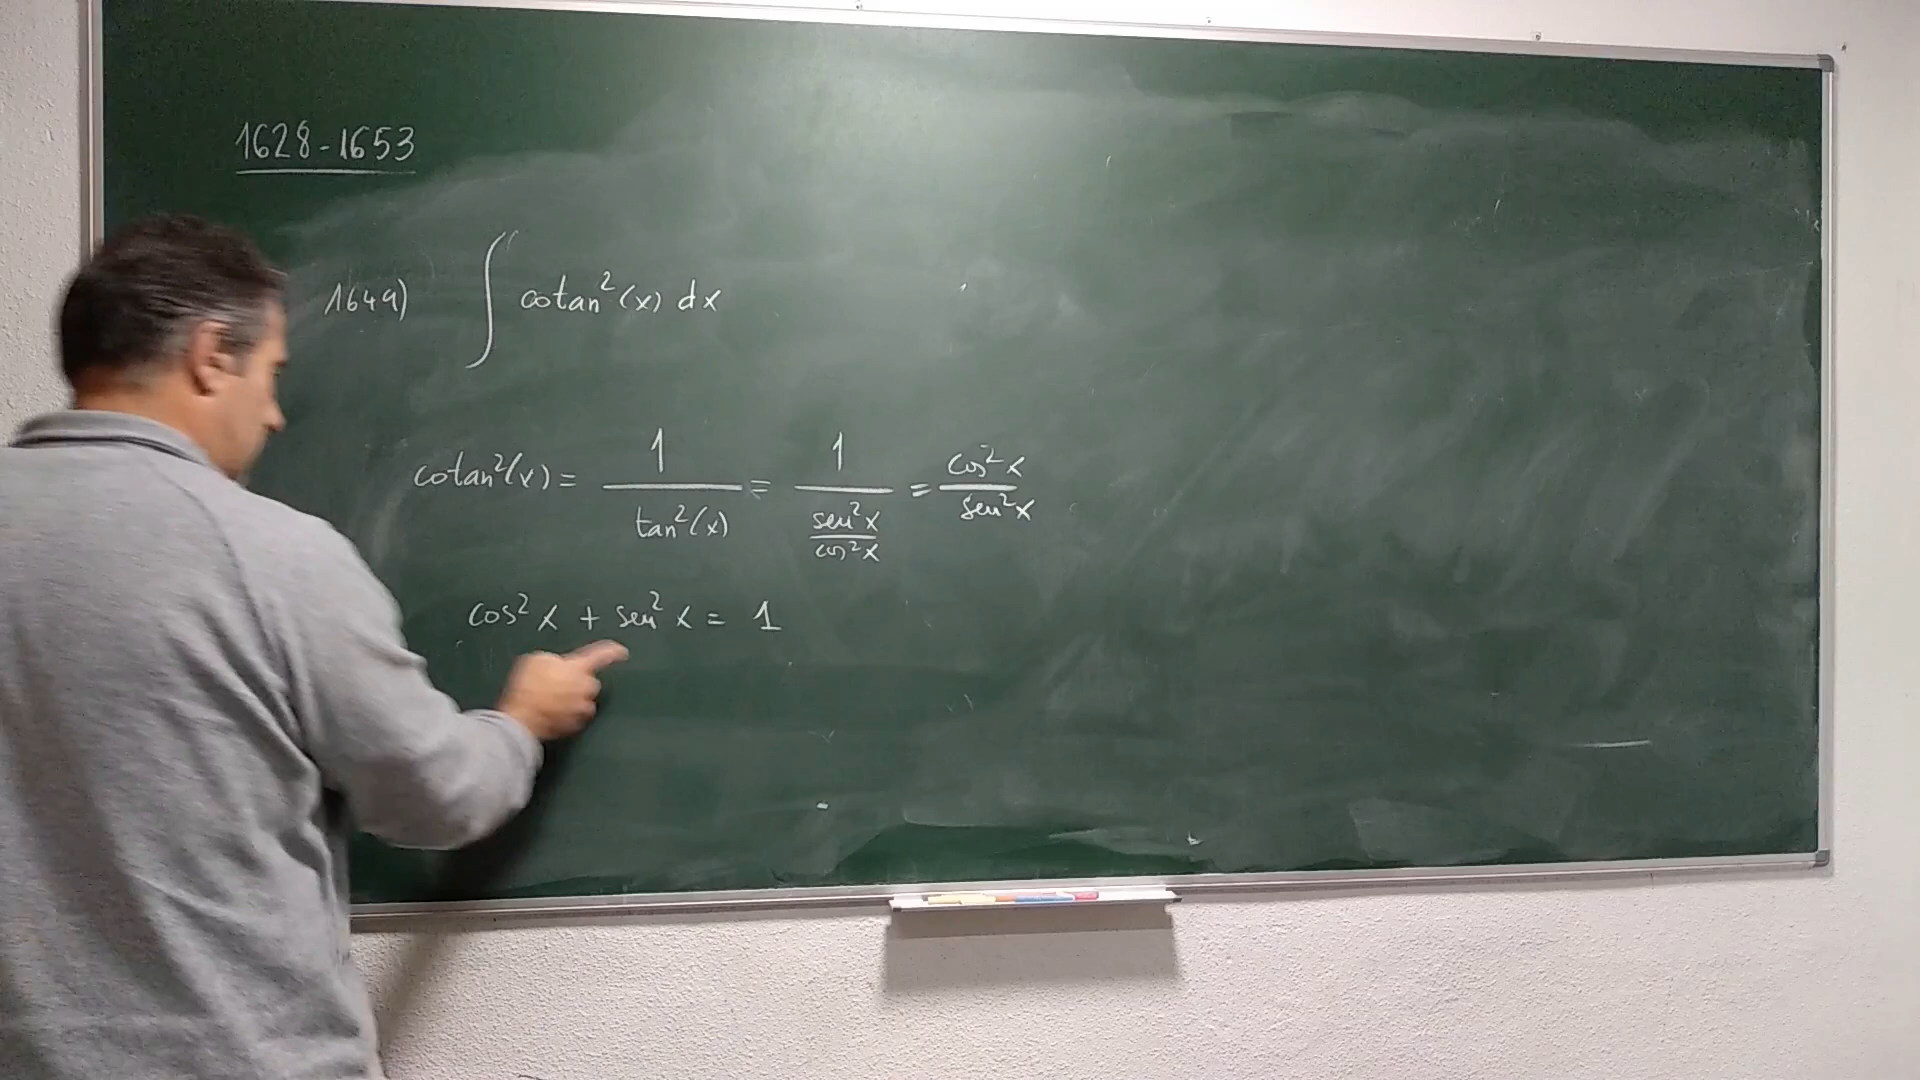 1628-1653
1649) ∫ cotan²(x) dx
cotan²(x) = 1/tan²(x) = 1/(sen²x/cos²x) = cos²x/sen²x
cos²x + sen²x = 1